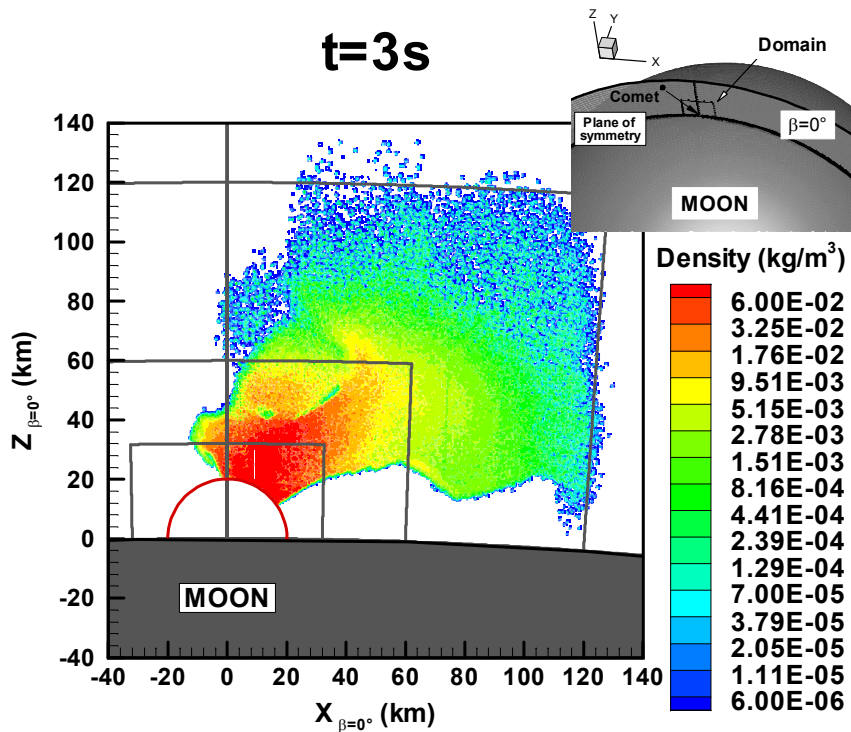 t=3s
Z
Y
X
Domain
Comet
Plane of
symmetry
β=0°
MOON
140
120
100
80
60
40
20
0
-20
-40
Z β=0° (km)
MOON
-40 -20 0 20 40 60 80 100 120 140
X β=0° (km)
Density (kg/m³)
6.00E-02
3.25E-02
1.76E-02
9.51E-03
5.15E-03
2.78E-03
1.51E-03
8.16E-04
4.41E-04
2.39E-04
1.29E-04
7.00E-05
3.79E-05
2.05E-05
1.11E-05
6.00E-06